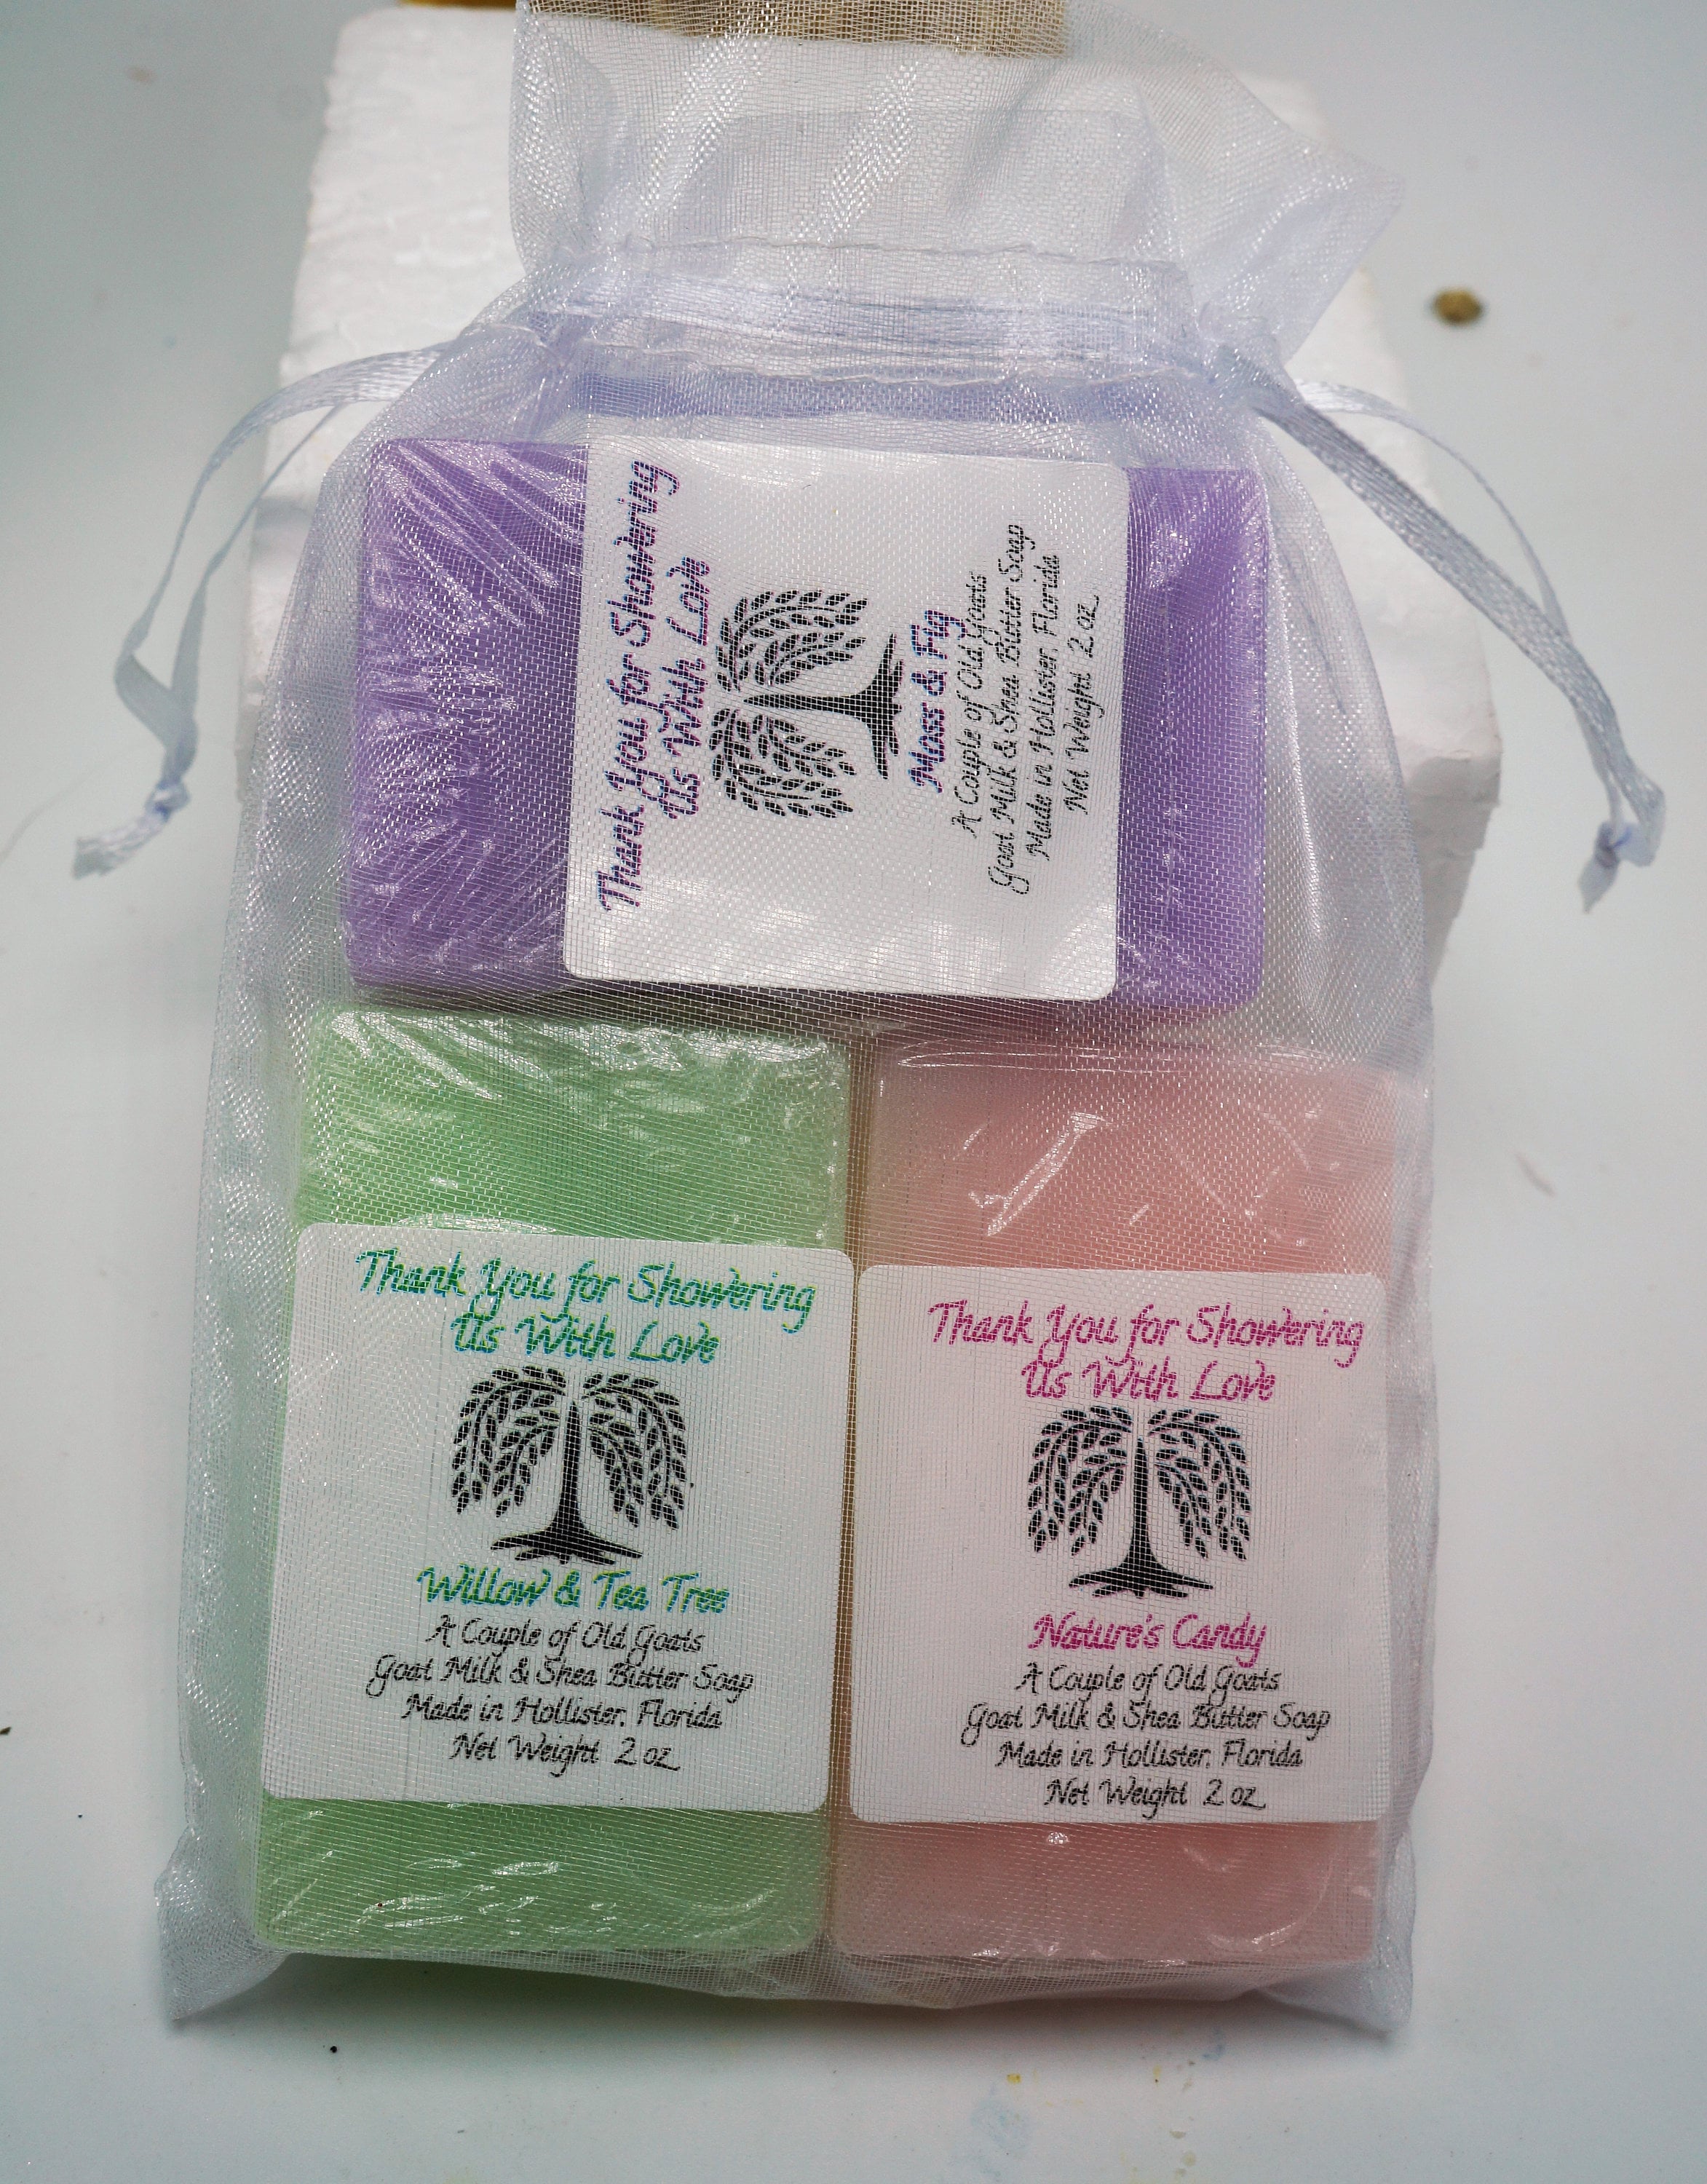 Thank You for Showering
Us With Love
Moss & Fig
A Couple of Old Goats
Goat Milk & Shea Butter Soap
Made in Hollister, Florida
Net Weight 2 oz
Thank You for Showering
Us With Love
Willow & Tea Tree
A Couple of Old Goats
Goat Milk & Shea Butter Soap
Made in Hollister, Florida
Net Weight 2 oz
Thank You for Showering
Us With Love
Nature's Candy
A Couple of Old Goats
Goat Milk & Shea Butter Soap
Made in Hollister, Florida
Net Weight 2 oz